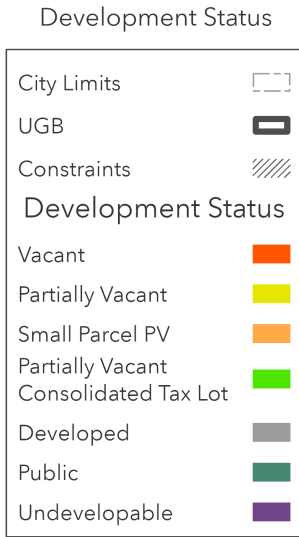 Development Status
City Limits
UGB
Constraints
Development Status
Vacant
Partially Vacant
Small Parcel PV
Partially Vacant
Consolidated Tax Lot
Developed
Public
Undevelopable